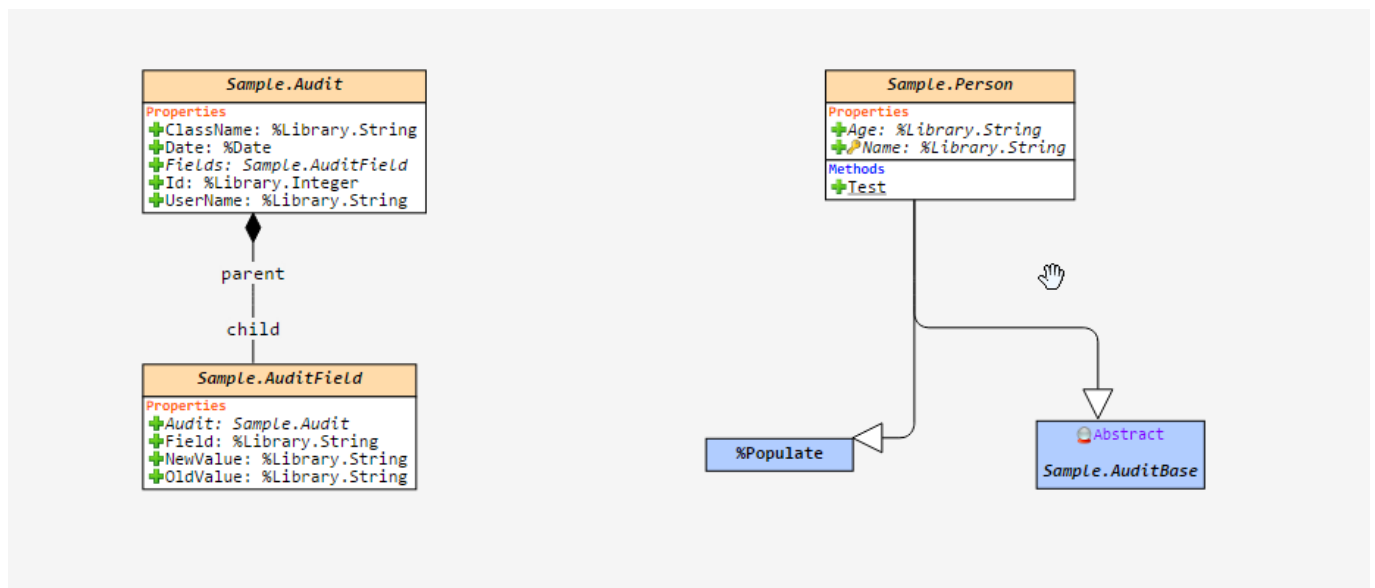 Sample.Audit
Properties
ClassName: %Library.String
Date: %Date
Fields: Sample.AuditField
Id: %Library.Integer
UserName: %Library.String
parent
child
Sample.AuditField
Properties
Audit: Sample.Audit
Field: %Library.String
NewValue: %Library.String
OldValue: %Library.String
Sample.Person
Properties
Age: %Library.String
Name: %Library.String
Methods
Test
%Populate
Abstract
Sample.AuditBase